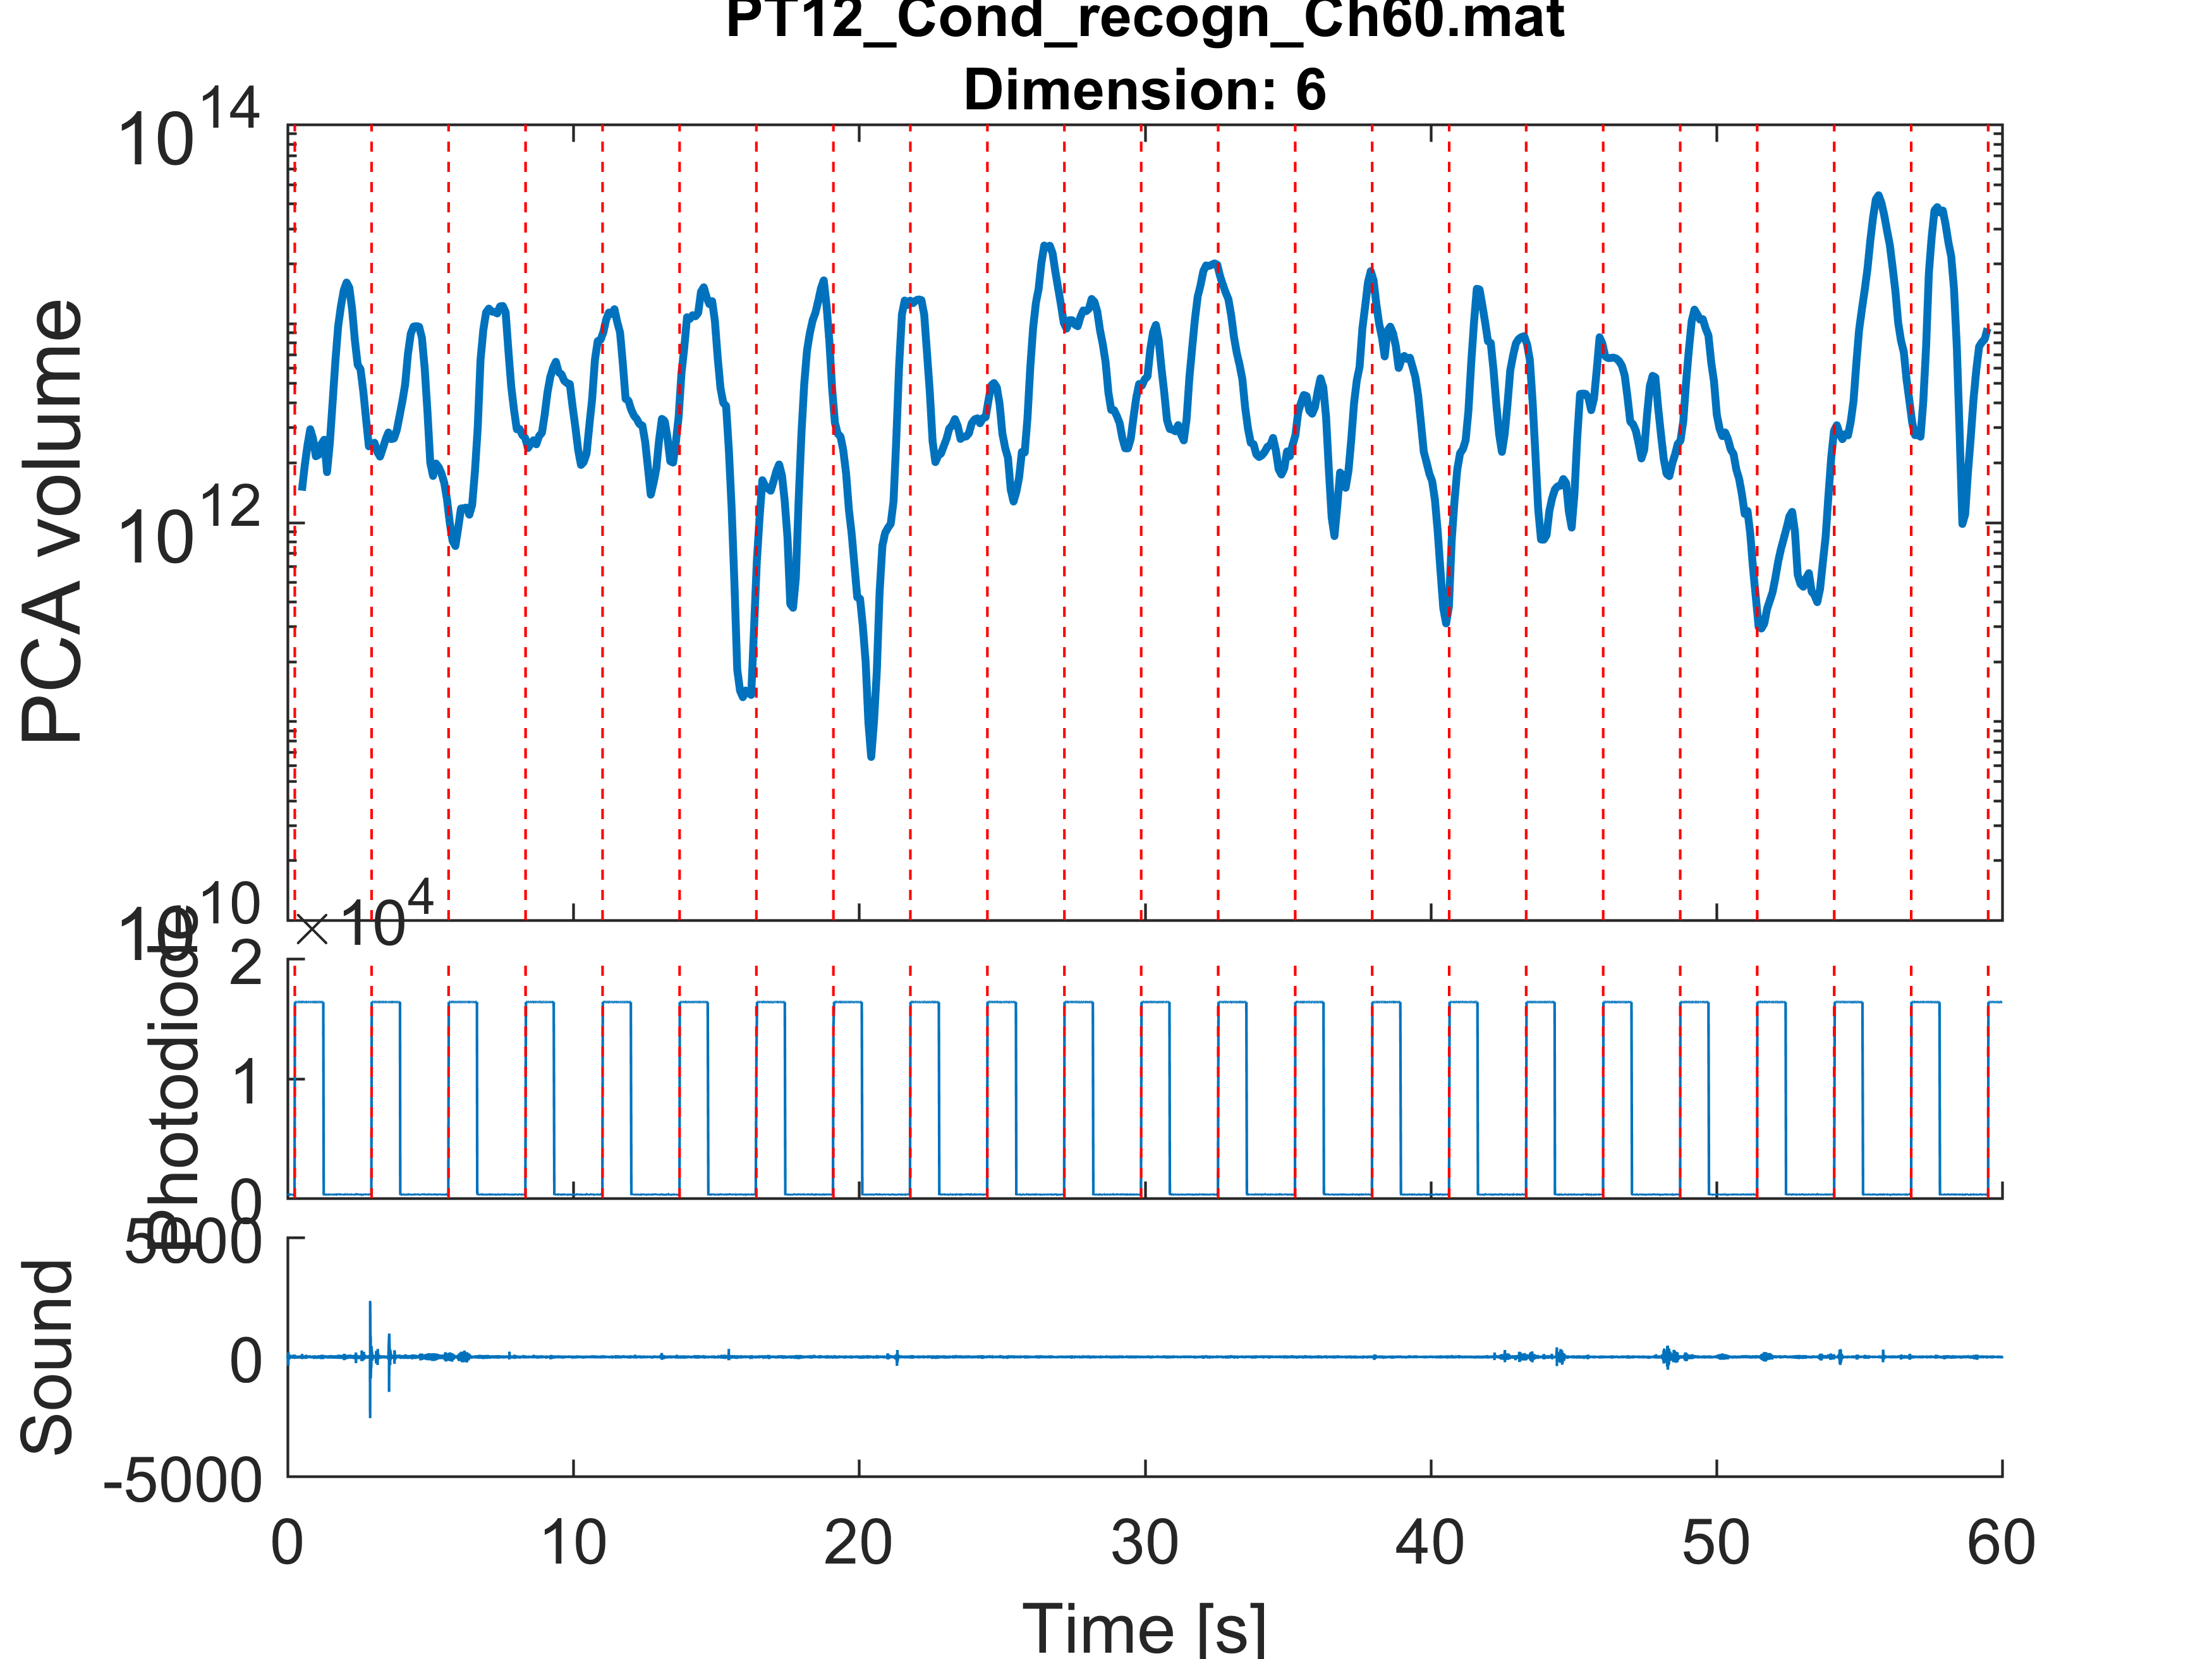 PT12_Cond_recogn_Ch60.mat
Dimension: 6
PCA volume
10^14
10^12
10^10
×10^4
Photodiode
2
1
0
Sound
5000
0
-5000
0 10 20 30 40 50 60
Time [s]